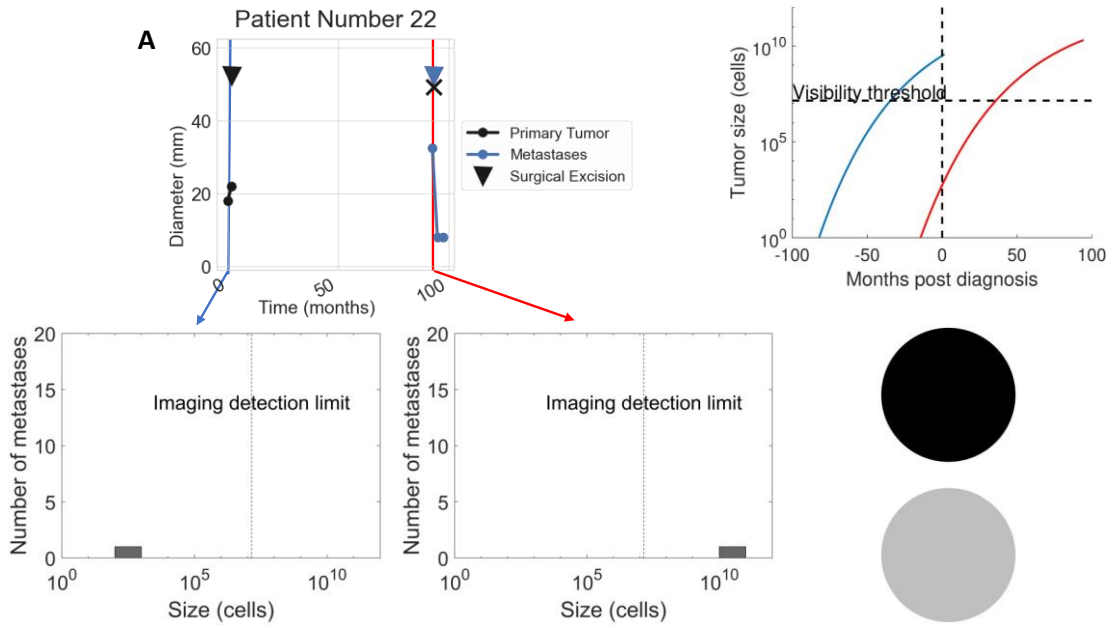 A
Patient Number 22
Diameter (mm)
60
40
20
0
0
50
100
Time (months)
Primary Tumor
Metastases
Surgical Excision
Tumor size (cells)
10^10
10^5
10^0
Visibility threshold
-100
-50
0
50
100
Months post diagnosis
Number of metastases
20
15
10
5
0
Imaging detection limit
10^0
10^5
10^10
Size (cells)
Number of metastases
20
15
10
5
0
Imaging detection limit
10^0
10^5
10^10
Size (cells)